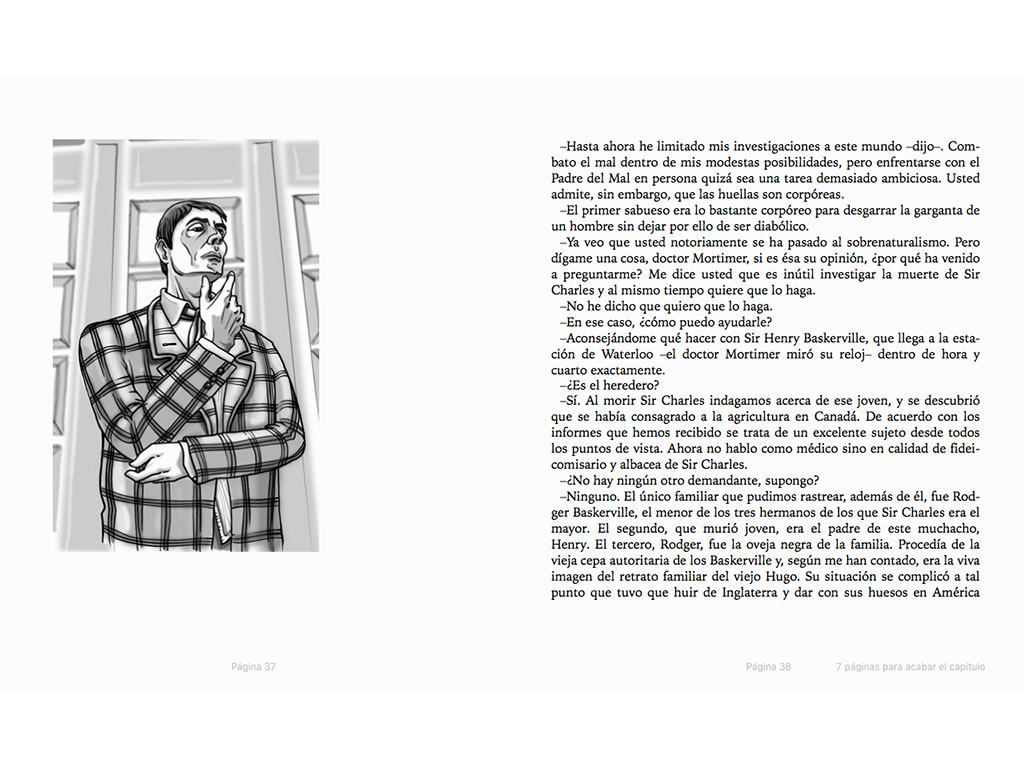 –Hasta ahora he limitado mis investigaciones a este mundo –dijo–. Com-
bato el mal dentro de mis modestas posibilidades, pero enfrentarse con el
Padre del Mal en persona quizá sea una tarea demasiado ambiciosa. Usted
admite, sin embargo, que las huellas son corpóreas.
–El primer sabueso era lo bastante corpóreo para desgarrar la garganta de
un hombre sin dejar por ello de ser diabólico.
–Ya veo que usted notoriamente se ha pasado al sobrenaturalismo. Pero
dígame una cosa, doctor Mortimer, si es ésa su opinión, ¿por qué ha venido
a preguntarme? Me dice usted que es inútil investigar la muerte de Sir
Charles y al mismo tiempo quiere que lo haga.
–No he dicho que quiero que lo haga.
–En ese caso, ¿cómo puedo ayudarle?
–Aconsejándome qué hacer con Sir Henry Baskerville, que llega a la esta-
ción de Waterloo –el doctor Mortimer miró su reloj– dentro de hora y
cuarto exactamente.
–¿Es el heredero?
–Sí. Al morir Sir Charles indagamos acerca de ese joven, y se descubrió
que se había consagrado a la agricultura en Canadá. De acuerdo con los
informes que hemos recibido se trata de un excelente sujeto desde todos
los puntos de vista. Ahora no hablo como médico sino en calidad de fidei-
comisario y albacea de Sir Charles.
–¿No hay ningún otro demandante, supongo?
–Ninguno. El único familiar que pudimos rastrear, además de él, fue Rod-
ger Baskerville, el menor de los tres hermanos de los que Sir Charles era el
mayor. El segundo, que murió joven, era el padre de este muchacho,
Henry. El tercero, Rodger, fue la oveja negra de la familia. Procedía de la
vieja cepa autoritaria de los Baskerville y, según me han contado, era la viva
imagen del retrato familiar del viejo Hugo. Su situación se complicó a tal
punto que tuvo que huir de Inglaterra y dar con sus huesos en América
Página 37
Página 38
7 páginas para acabar el capítulo